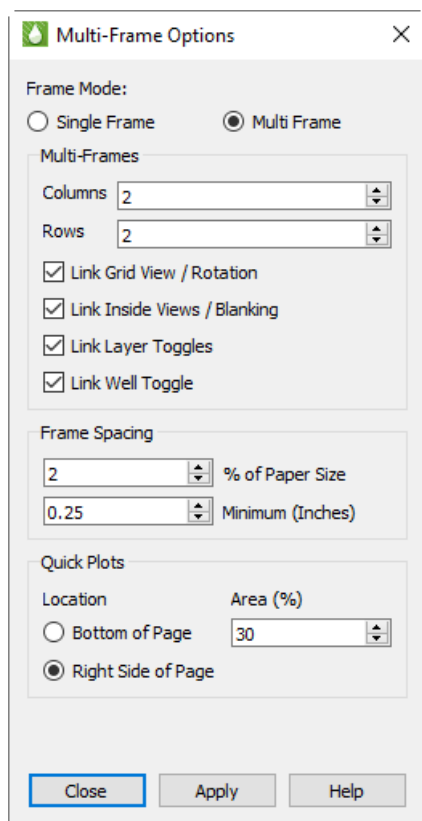 Multi-Frame Options
Frame Mode:
Single Frame Multi Frame
Multi-Frames
Columns 2
Rows 2
Link Grid View / Rotation
Link Inside Views / Blanking
Link Layer Toggles
Link Well Toggle
Frame Spacing
2 % of Paper Size
0.25 Minimum (Inches)
Quick Plots
Location Area (%)
Bottom of Page 30
Right Side of Page
Close Apply Help